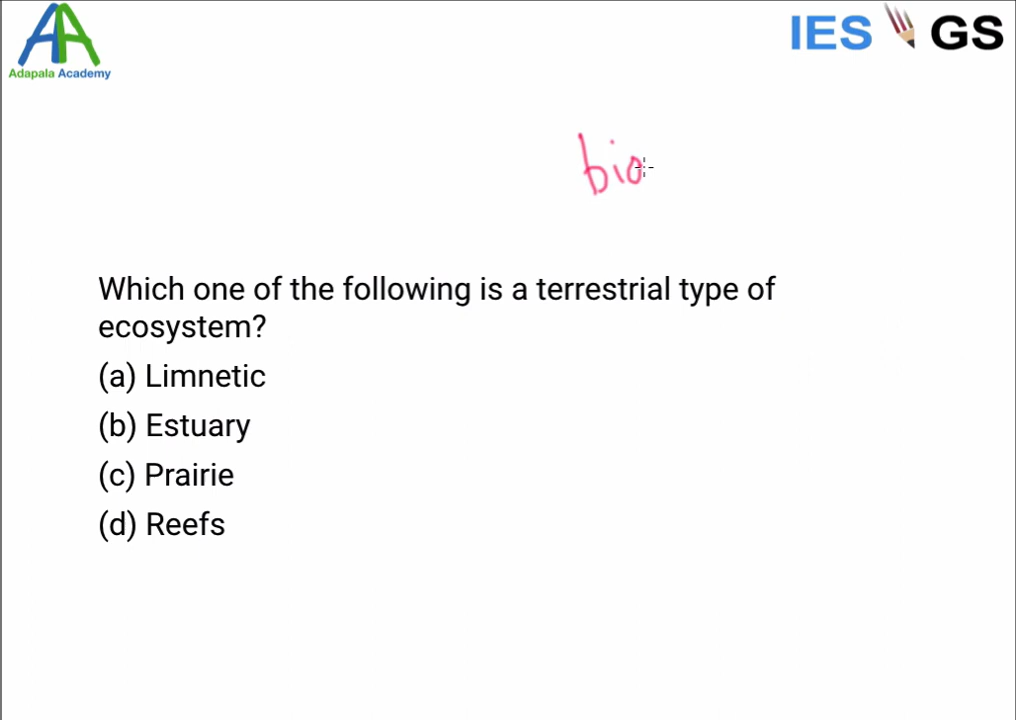 Adapala Academy
IES GS
bio
Which one of the following is a terrestrial type of
ecosystem?
(a) Limnetic
(b) Estuary
(c) Prairie
(d) Reefs